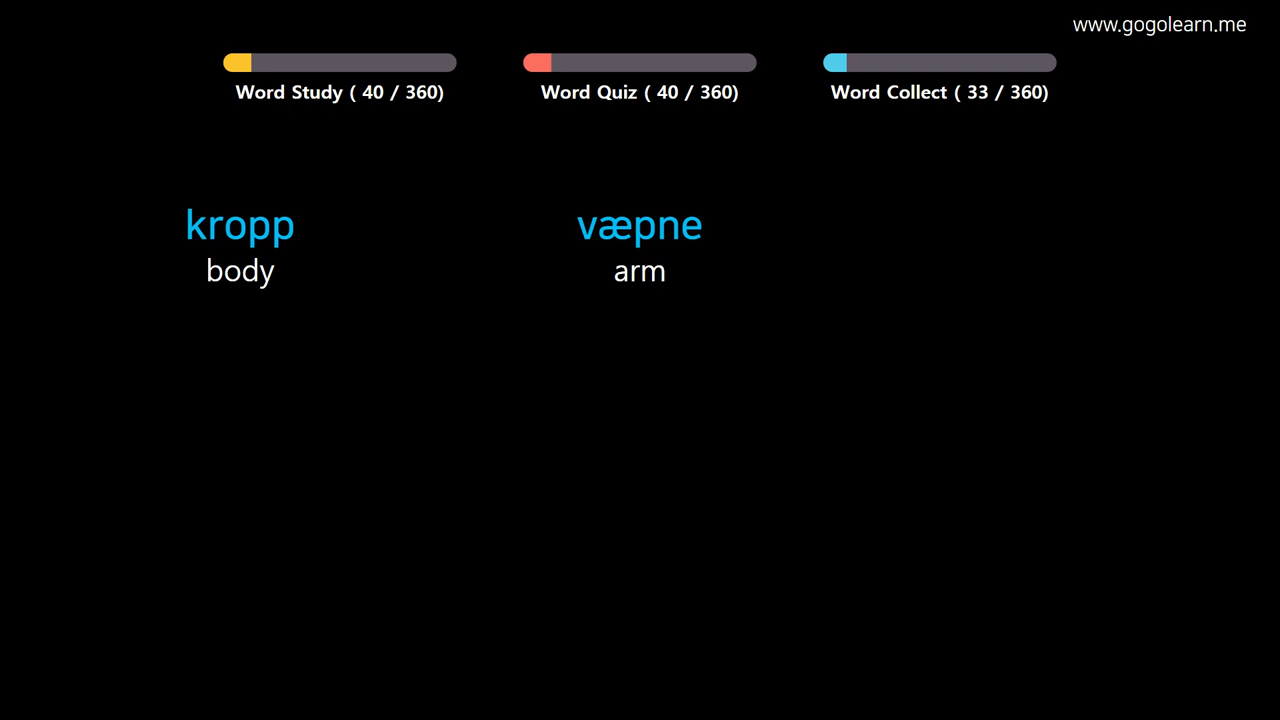 www.gogolearn.me
Word Study ( 40 / 360)
Word Quiz ( 40 / 360)
Word Collect ( 33 / 360)
kropp
body
væpne
arm